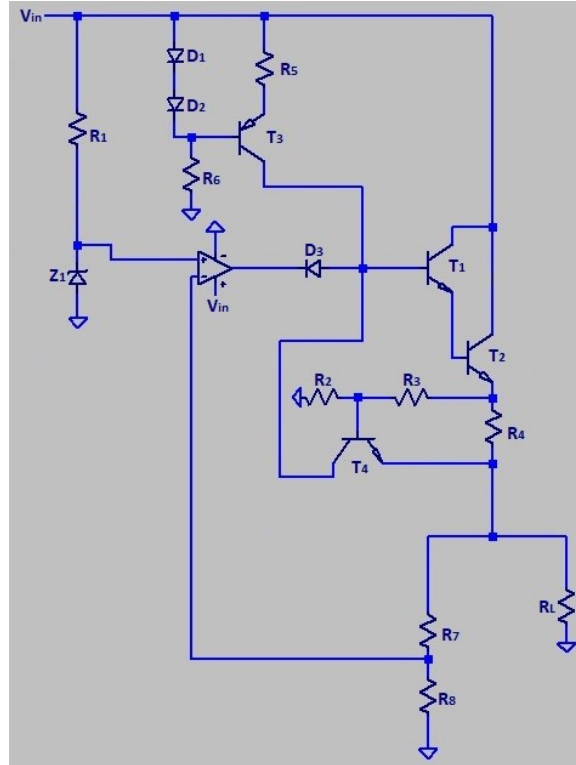 Vin
D1
R5
D2
R1
T3
R6
D3
+
-
T1
Z1
-
+
Vin
T2
R2
R3
R4
T4
RL
R7
R8